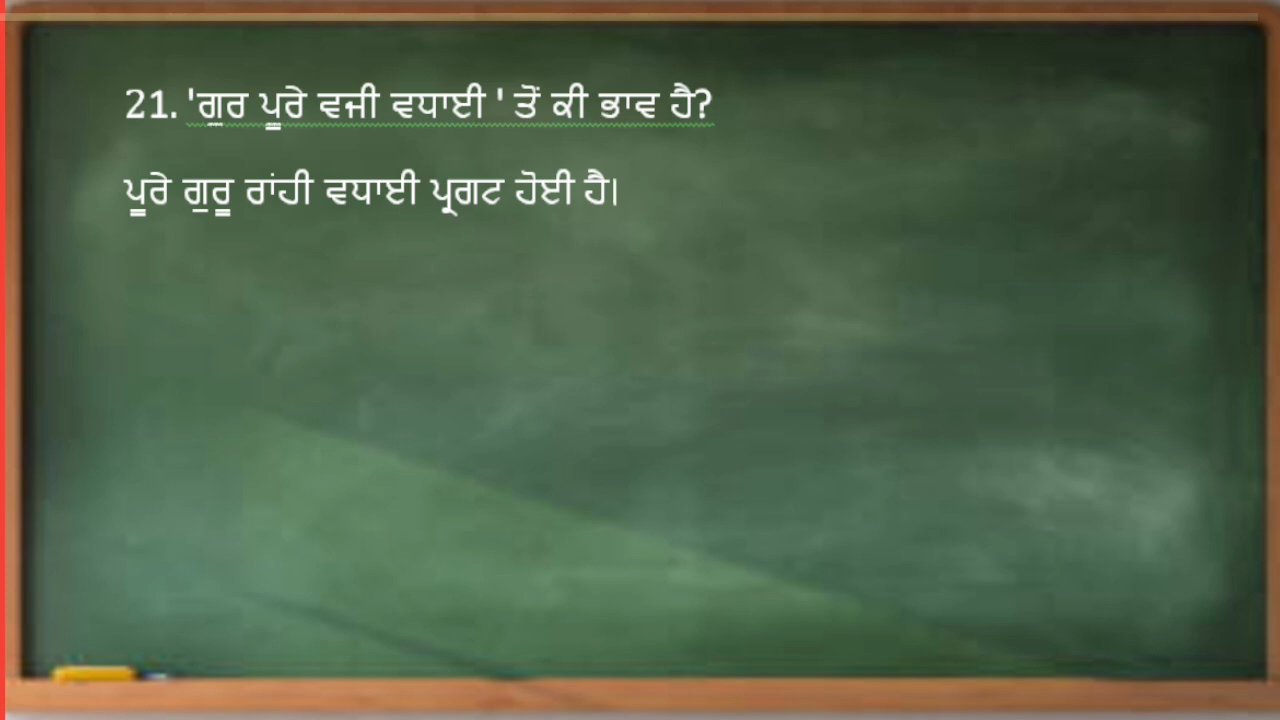 21. 'ਗੁਰ ਪੂਰੇ ਵਜੀ ਵਧਾਈ ' ਤੋਂ ਕੀ ਭਾਵ ਹੈ?
ਪੂਰੇ ਗੁਰੂ ਰਾਂਹੀ ਵਧਾਈ ਪ੍ਰਗਟ ਹੋਈ ਹੈ।